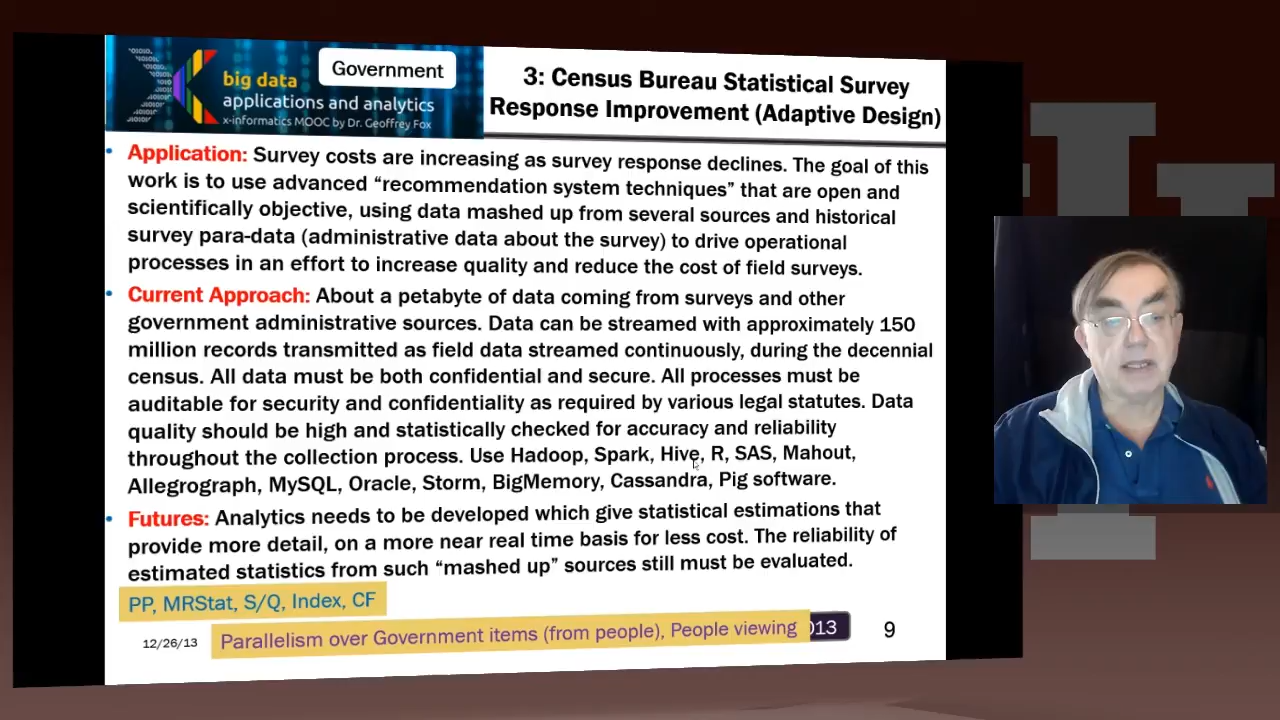 Government
big data
applications and analytics
x-informatics MOOC by Dr. Geoffrey Fox
3: Census Bureau Statistical Survey
Response Improvement (Adaptive Design)
• Application: Survey costs are increasing as survey response declines. The goal of this
work is to use advanced “recommendation system techniques” that are open and
scientifically objective, using data mashed up from several sources and historical
survey para-data (administrative data about the survey) to drive operational
processes in an effort to increase quality and reduce the cost of field surveys.
• Current Approach: About a petabyte of data coming from surveys and other
government administrative sources. Data can be streamed with approximately 150
million records transmitted as field data streamed continuously, during the decennial
census. All data must be both confidential and secure. All processes must be
auditable for security and confidentiality as required by various legal statutes. Data
quality should be high and statistically checked for accuracy and reliability
throughout the collection process. Use Hadoop, Spark, Hive, R, SAS, Mahout,
Allegrograph, MySQL, Oracle, Storm, BigMemory, Cassandra, Pig software.
• Futures: Analytics needs to be developed which give statistical estimations that
provide more detail, on a more near real time basis for less cost. The reliability of
estimated statistics from such “mashed up” sources still must be evaluated.
PP, MRStat, S/Q, Index, CF
12/26/13
Parallelism over Government items (from people), People viewing
013
9